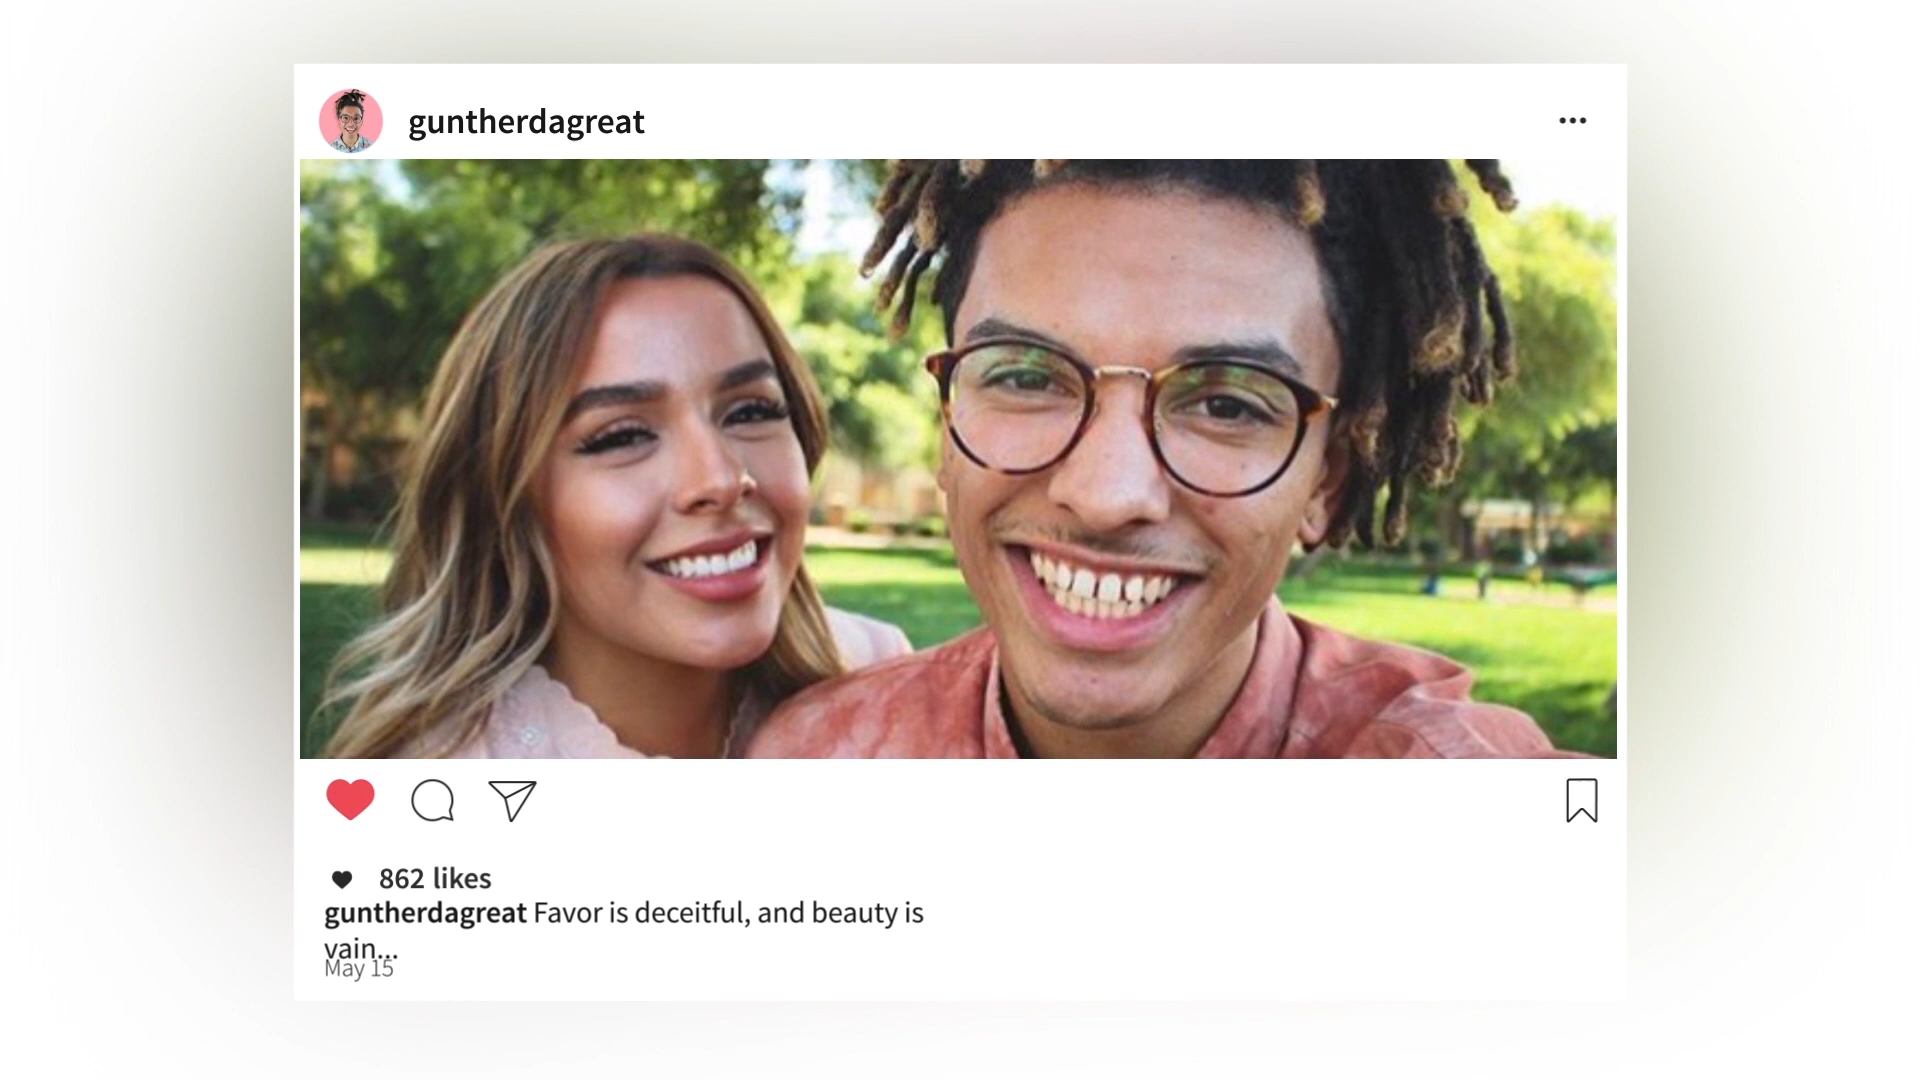 guntherdagreat
862 likes
guntherdagreat Favor is deceitful, and beauty is
vain...
May 15